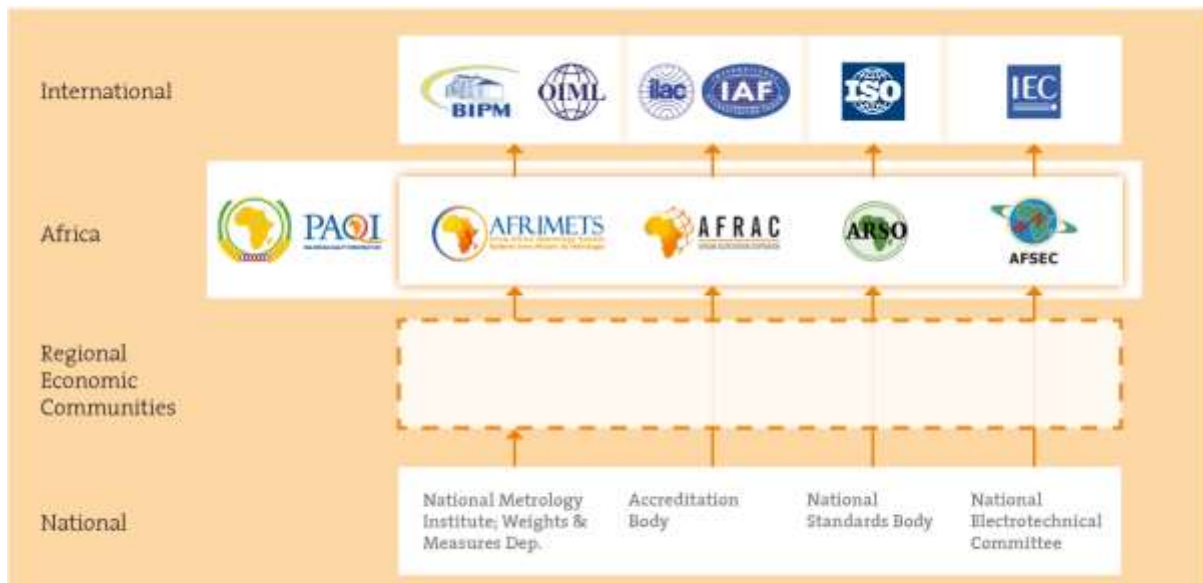 International
BIPM
OIML
ilac
IAF
ISO
IEC
Africa
PAQI
AFRIMETS
AFRAC
ARSO
AFSEC
Regional
Economic
Communities
National
National Metrology
Institute; Weights &
Measures Dep.
Accreditation
Body
National
Standards Body
National
Electrotechnical
Committee